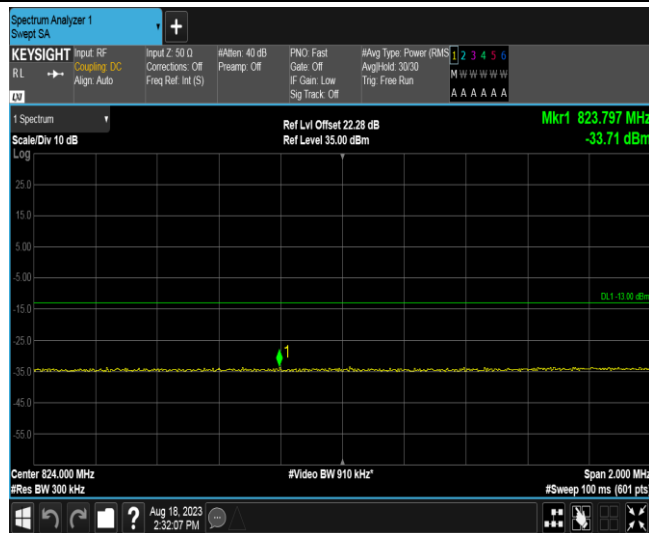 Spectrum Analyzer 1
Swept SA
KEYSIGHT
RL
LXI
Input: RF
Coupling: DC
Align: Auto
Input Z: 50 Ω
Corrections: Off
Freq Ref: Int (S)
#Atten: 40 dB
Preamp: Off
PNO: Fast
Gate: Off
IF Gain: Low
Sig Track: Off
#Avg Type: Power (RMS
Avg|Hold: 30/30
Trig: Free Run
1 2 3 4 5 6
M W W W W W
A A A A A A
1 Spectrum
Scale/Div 10 dB
Log
Ref Lvl Offset 22.28 dB
Ref Level 35.00 dBm
Mkr1 823.797 MHz
-33.71 dBm
25.0
15.0
5.00
-5.00
DL1 -13.00 dBm
-15.0
-25.0
1
-35.0
-45.0
-55.0
Center 824.000 MHz
#Video BW 910 kHz*
Span 2.000 MHz
#Res BW 300 kHz
#Sweep 100 ms (601 pts)
?
Aug 18, 2023
2:32:07 PM